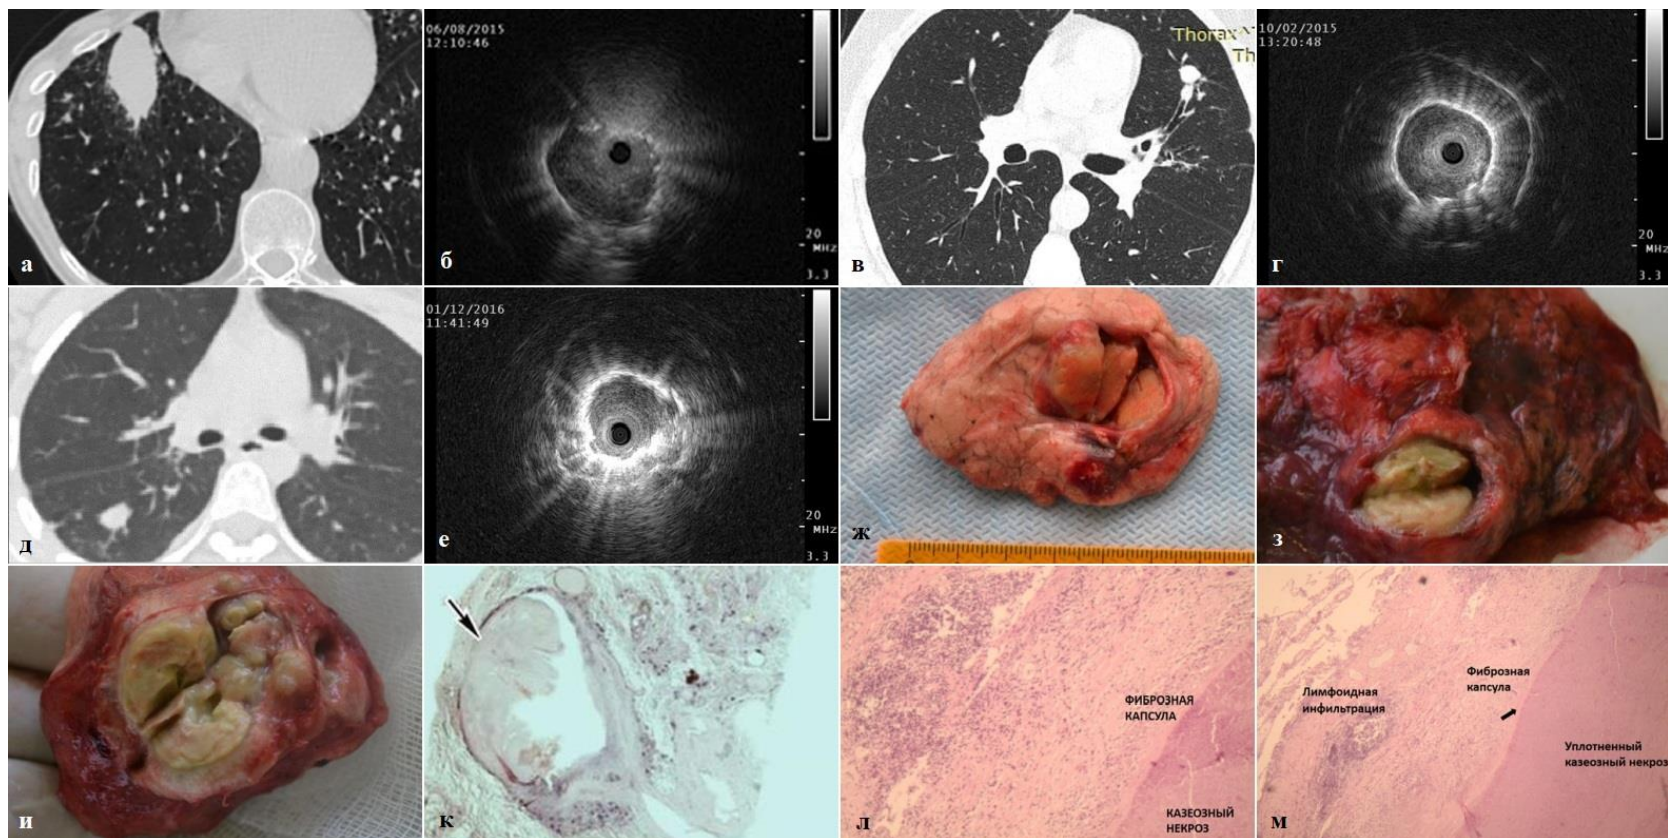 а
06/08/2015
12:10:46
20
MHz
3.3
б
Thorax
Th
в
10/02/2015
13:20:48
20
MHz
3.3
г
д
01/12/2016
11:41:49
20
MHz
3.3
е
ж
з
и
к
ФИБРОЗНАЯ
КАПСУЛА
КАЗЕОЗНЫЙ
НЕКРОЗ
л
Лимфоидная
инфильтрация
Фиброзная
капсула
Уплотненный
казеозный некроз
м